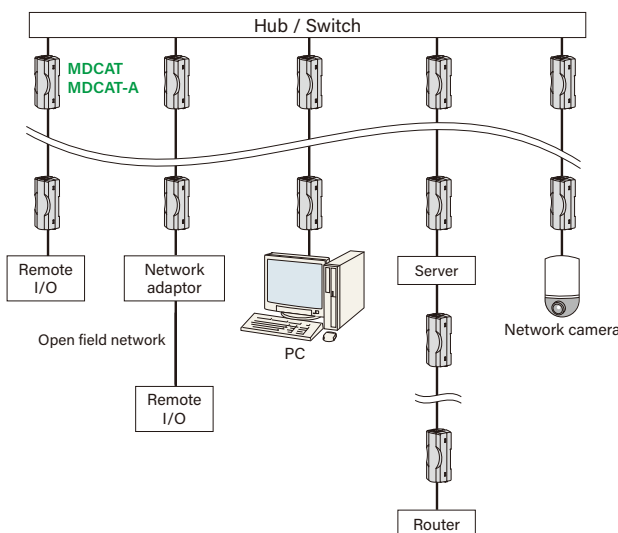 Hub / Switch
MDCAT
MDCAT-A
Remote
I/O
Network
adaptor
Server
Open field network
PC
Network camera
Remote
I/O
Router